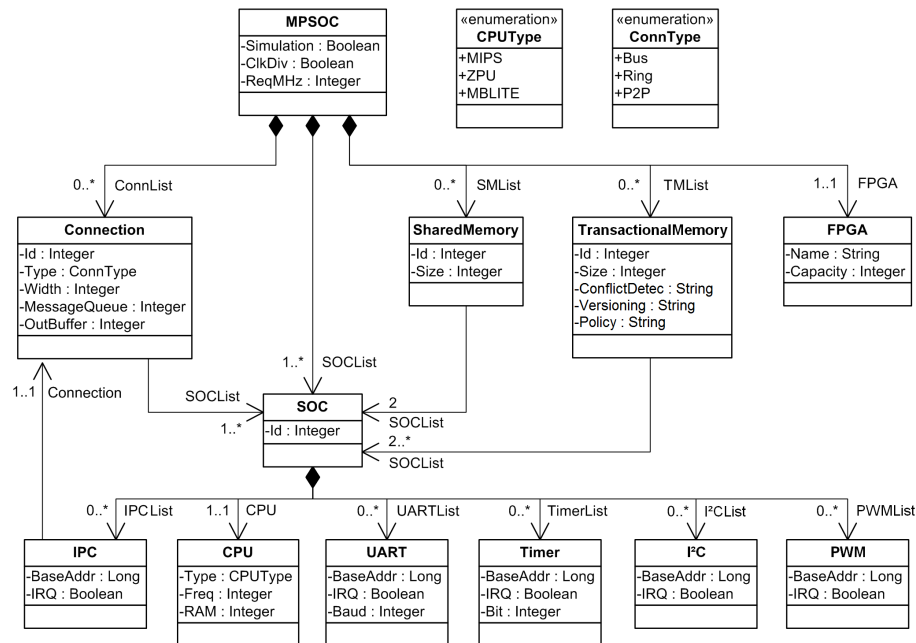 MPSOC
-Simulation : Boolean
-ClkDiv : Boolean
-ReqMHz : Integer
«enumeration»
CPUType
+MIPS
+ZPU
+MBLITE
«enumeration»
ConnType
+Bus
+Ring
+P2P
0..* ConnList
0..* SMList
0..* TMList
1..1 FPGA
Connection
-Id : Integer
-Type : ConnType
-Width : Integer
-MessageQueue : Integer
-OutBuffer : Integer
SharedMemory
-Id : Integer
-Size : Integer
TransactionalMemory
-Id : Integer
-Size : Integer
-ConflictDetec : String
-Versioning : String
-Policy : String
FPGA
-Name : String
-Capacity : Integer
1..* SOCList
1..1 Connection
SOCList
1..*
SOC
-Id : Integer
2
SOCList
2..*
SOCList
0..* IPCList
1..1 CPU
0..* UARTList
0..* TimerList
0..* I²CList
0..* PWMList
IPC
-BaseAddr : Long
-IRQ : Boolean
CPU
-Type : CPUType
-Freq : Integer
-RAM : Integer
UART
-BaseAddr : Long
-IRQ : Boolean
-Baud : Integer
Timer
-BaseAddr : Long
-IRQ : Boolean
-Bit : Integer
I²C
-BaseAddr : Long
-IRQ : Boolean
PWM
-BaseAddr : Long
-IRQ : Boolean